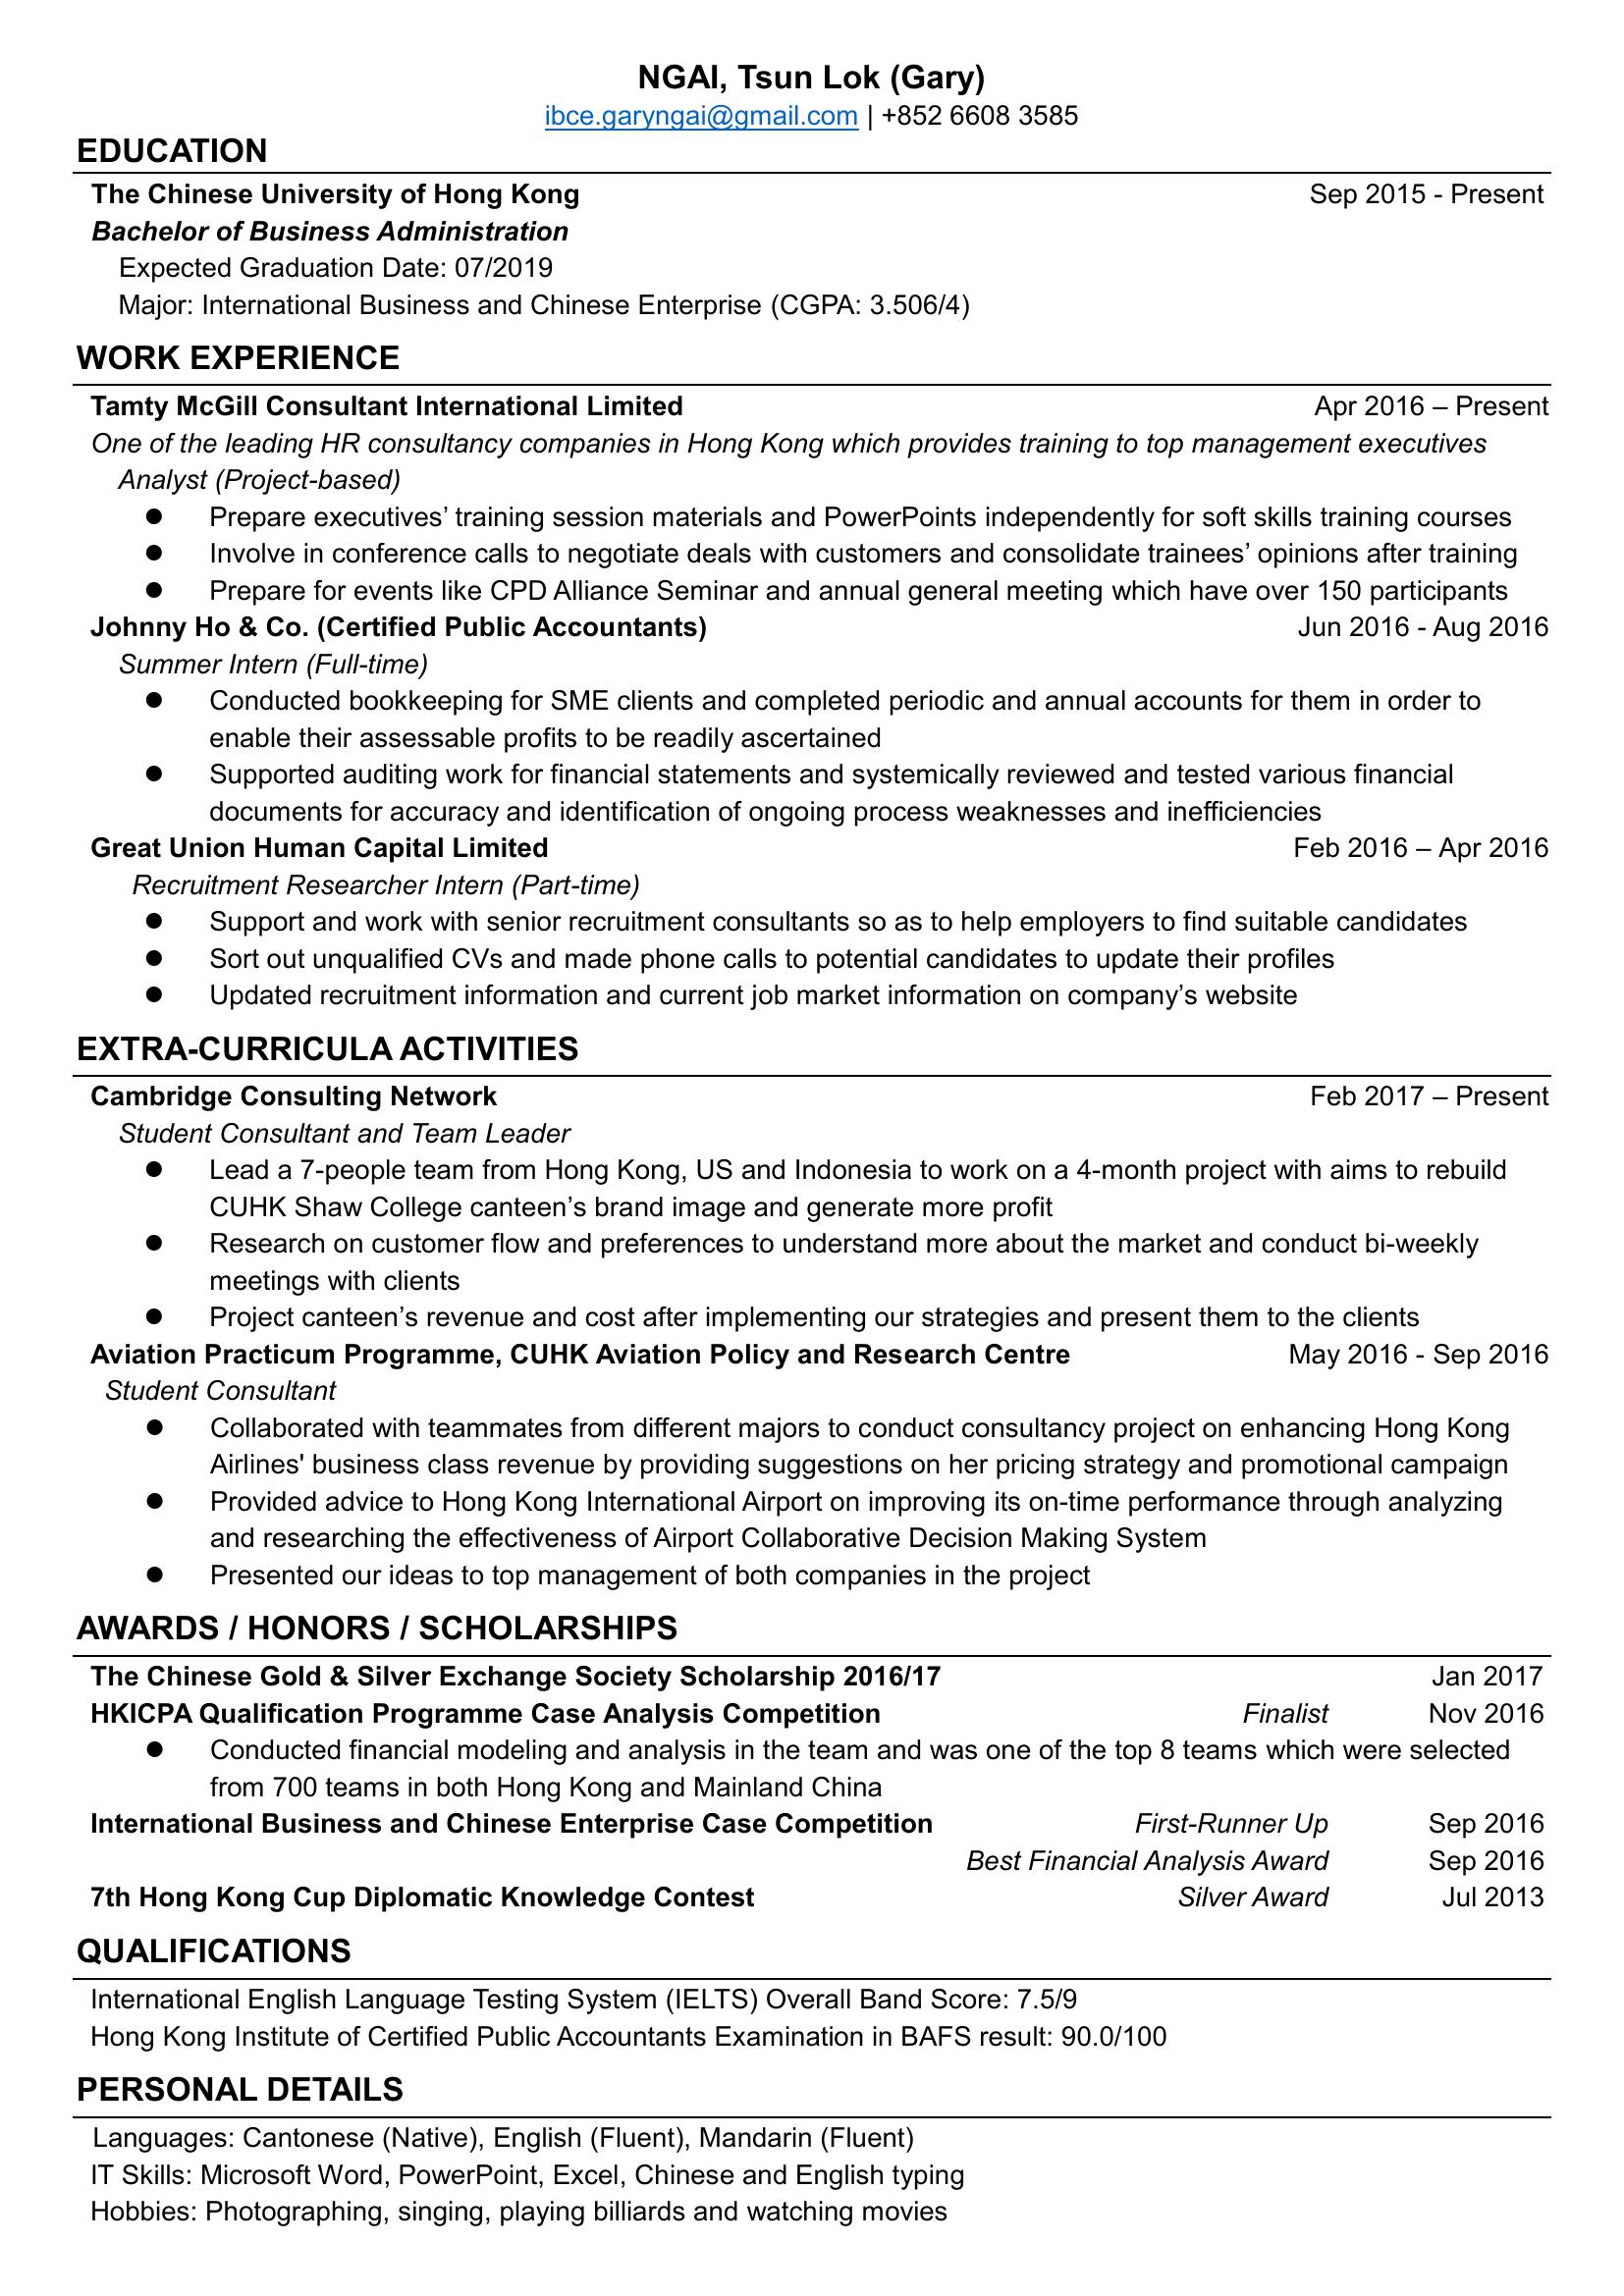 NGAI, Tsun Lok (Gary)
ibce.garyngai@gmail.com | +852 6608 3585
EDUCATION
The Chinese University of Hong Kong Sep 2015 - Present
Bachelor of Business Administration
Expected Graduation Date: 07/2019
Major: International Business and Chinese Enterprise (CGPA: 3.506/4)
WORK EXPERIENCE
Tamty McGill Consultant International Limited Apr 2016 – Present
One of the leading HR consultancy companies in Hong Kong which provides training to top management executives
Analyst (Project-based)
● Prepare executives’ training session materials and PowerPoints independently for soft skills training courses
● Involve in conference calls to negotiate deals with customers and consolidate trainees’ opinions after training
● Prepare for events like CPD Alliance Seminar and annual general meeting which have over 150 participants
Johnny Ho & Co. (Certified Public Accountants) Jun 2016 - Aug 2016
Summer Intern (Full-time)
● Conducted bookkeeping for SME clients and completed periodic and annual accounts for them in order to
enable their assessable profits to be readily ascertained
● Supported auditing work for financial statements and systemically reviewed and tested various financial
documents for accuracy and identification of ongoing process weaknesses and inefficiencies
Great Union Human Capital Limited Feb 2016 – Apr 2016
Recruitment Researcher Intern (Part-time)
● Support and work with senior recruitment consultants so as to help employers to find suitable candidates
● Sort out unqualified CVs and made phone calls to potential candidates to update their profiles
● Updated recruitment information and current job market information on company’s website
EXTRA-CURRICULA ACTIVITIES
Cambridge Consulting Network Feb 2017 – Present
Student Consultant and Team Leader
● Lead a 7-people team from Hong Kong, US and Indonesia to work on a 4-month project with aims to rebuild
CUHK Shaw College canteen’s brand image and generate more profit
● Research on customer flow and preferences to understand more about the market and conduct bi-weekly
meetings with clients
● Project canteen’s revenue and cost after implementing our strategies and present them to the clients
Aviation Practicum Programme, CUHK Aviation Policy and Research Centre May 2016 - Sep 2016
Student Consultant
● Collaborated with teammates from different majors to conduct consultancy project on enhancing Hong Kong
Airlines' business class revenue by providing suggestions on her pricing strategy and promotional campaign
● Provided advice to Hong Kong International Airport on improving its on-time performance through analyzing
and researching the effectiveness of Airport Collaborative Decision Making System
● Presented our ideas to top management of both companies in the project
AWARDS / HONORS / SCHOLARSHIPS
The Chinese Gold & Silver Exchange Society Scholarship 2016/17 Jan 2017
HKICPA Qualification Programme Case Analysis Competition Finalist Nov 2016
● Conducted financial modeling and analysis in the team and was one of the top 8 teams which were selected
from 700 teams in both Hong Kong and Mainland China
International Business and Chinese Enterprise Case Competition First-Runner Up Sep 2016
Best Financial Analysis Award Sep 2016
7th Hong Kong Cup Diplomatic Knowledge Contest Silver Award Jul 2013
QUALIFICATIONS
International English Language Testing System (IELTS) Overall Band Score: 7.5/9
Hong Kong Institute of Certified Public Accountants Examination in BAFS result: 90.0/100
PERSONAL DETAILS
Languages: Cantonese (Native), English (Fluent), Mandarin (Fluent)
IT Skills: Microsoft Word, PowerPoint, Excel, Chinese and English typing
Hobbies: Photographing, singing, playing billiards and watching movies